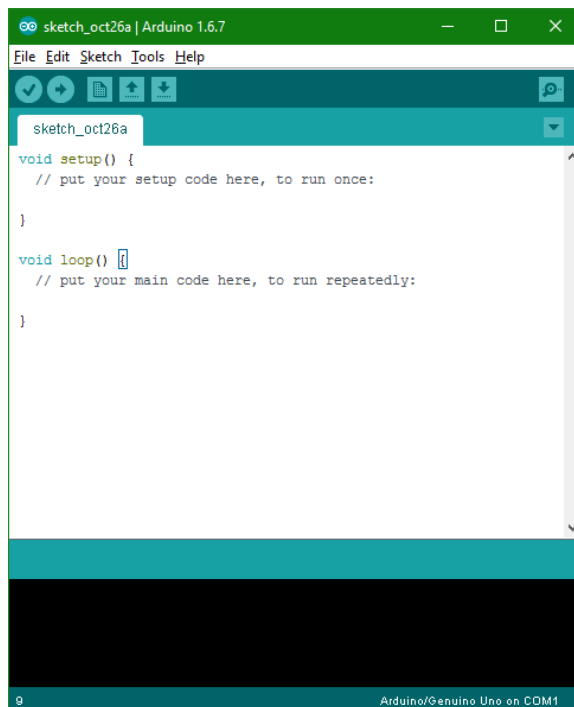 sketch_oct26a | Arduino 1.6.7
File Edit Sketch Tools Help
sketch_oct26a
void setup() {
  // put your setup code here, to run once:
}
void loop() {
  // put your main code here, to run repeatedly:
}
9 Arduino/Genuino Uno on COM1